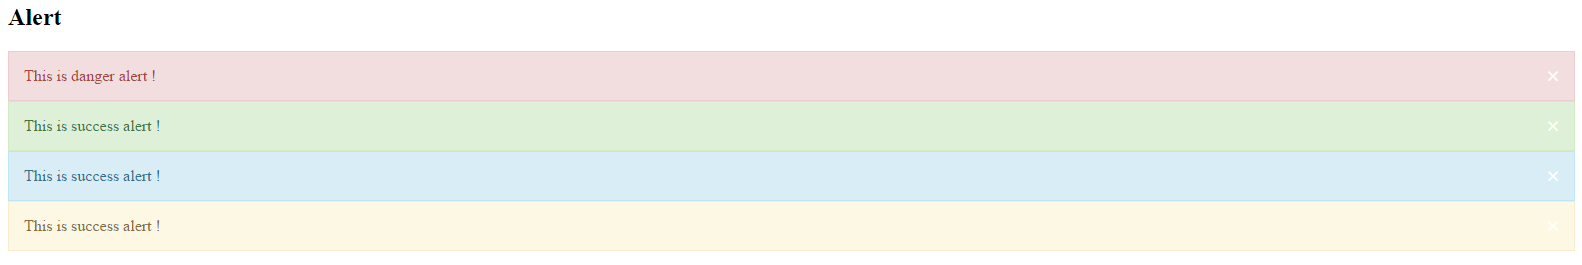 Alert
This is danger alert ! ×
This is success alert ! ×
This is success alert ! ×
This is success alert ! ×